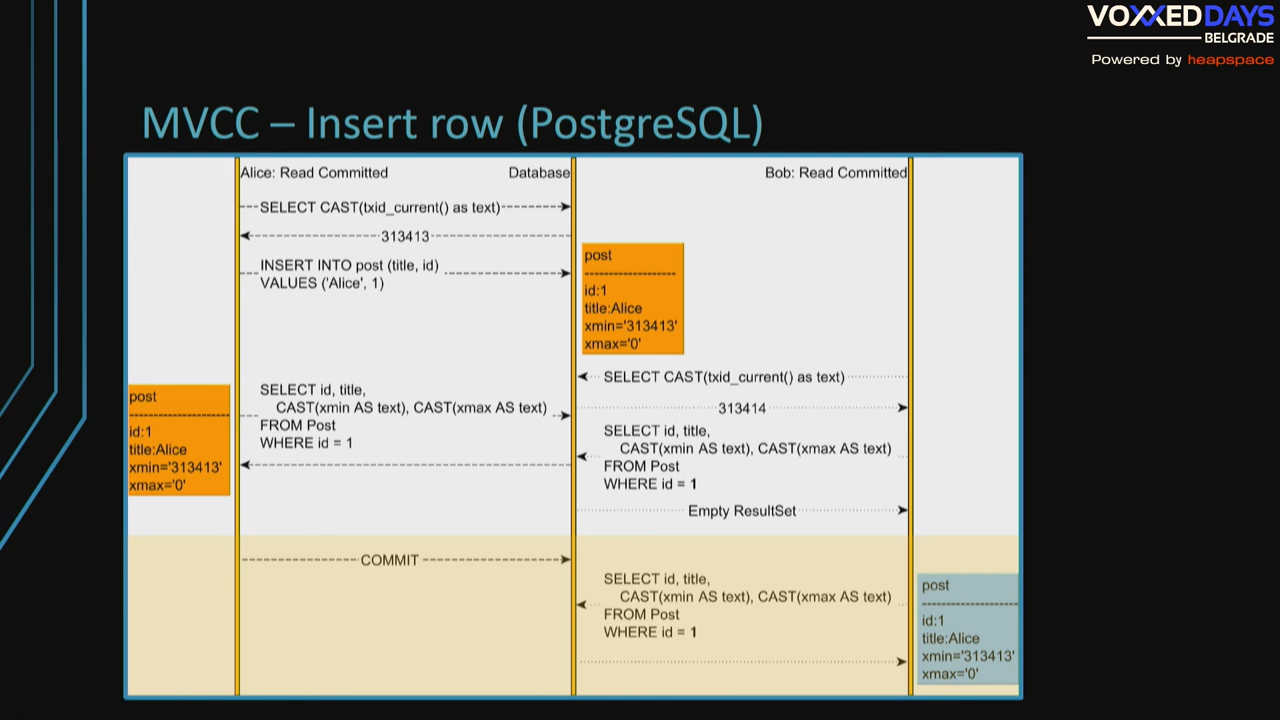 VOXXEDDAYS
BELGRADE
Powered by heapspace
MVCC – Insert row (PostgreSQL)
Alice: Read Committed
Database
Bob: Read Committed
SELECT CAST(txid_current() as text)
313413
INSERT INTO post (title, id)
VALUES ('Alice', 1)
post
id:1
title:Alice
xmin='313413'
xmax='0'
SELECT CAST(txid_current() as text)
313414
SELECT id, title,
CAST(xmin AS text), CAST(xmax AS text)
FROM Post
WHERE id = 1
post
id:1
title:Alice
xmin='313413'
xmax='0'
SELECT id, title,
CAST(xmin AS text), CAST(xmax AS text)
FROM Post
WHERE id = 1
Empty ResultSet
COMMIT
SELECT id, title,
CAST(xmin AS text), CAST(xmax AS text)
FROM Post
WHERE id = 1
post
id:1
title:Alice
xmin='313413'
xmax='0'